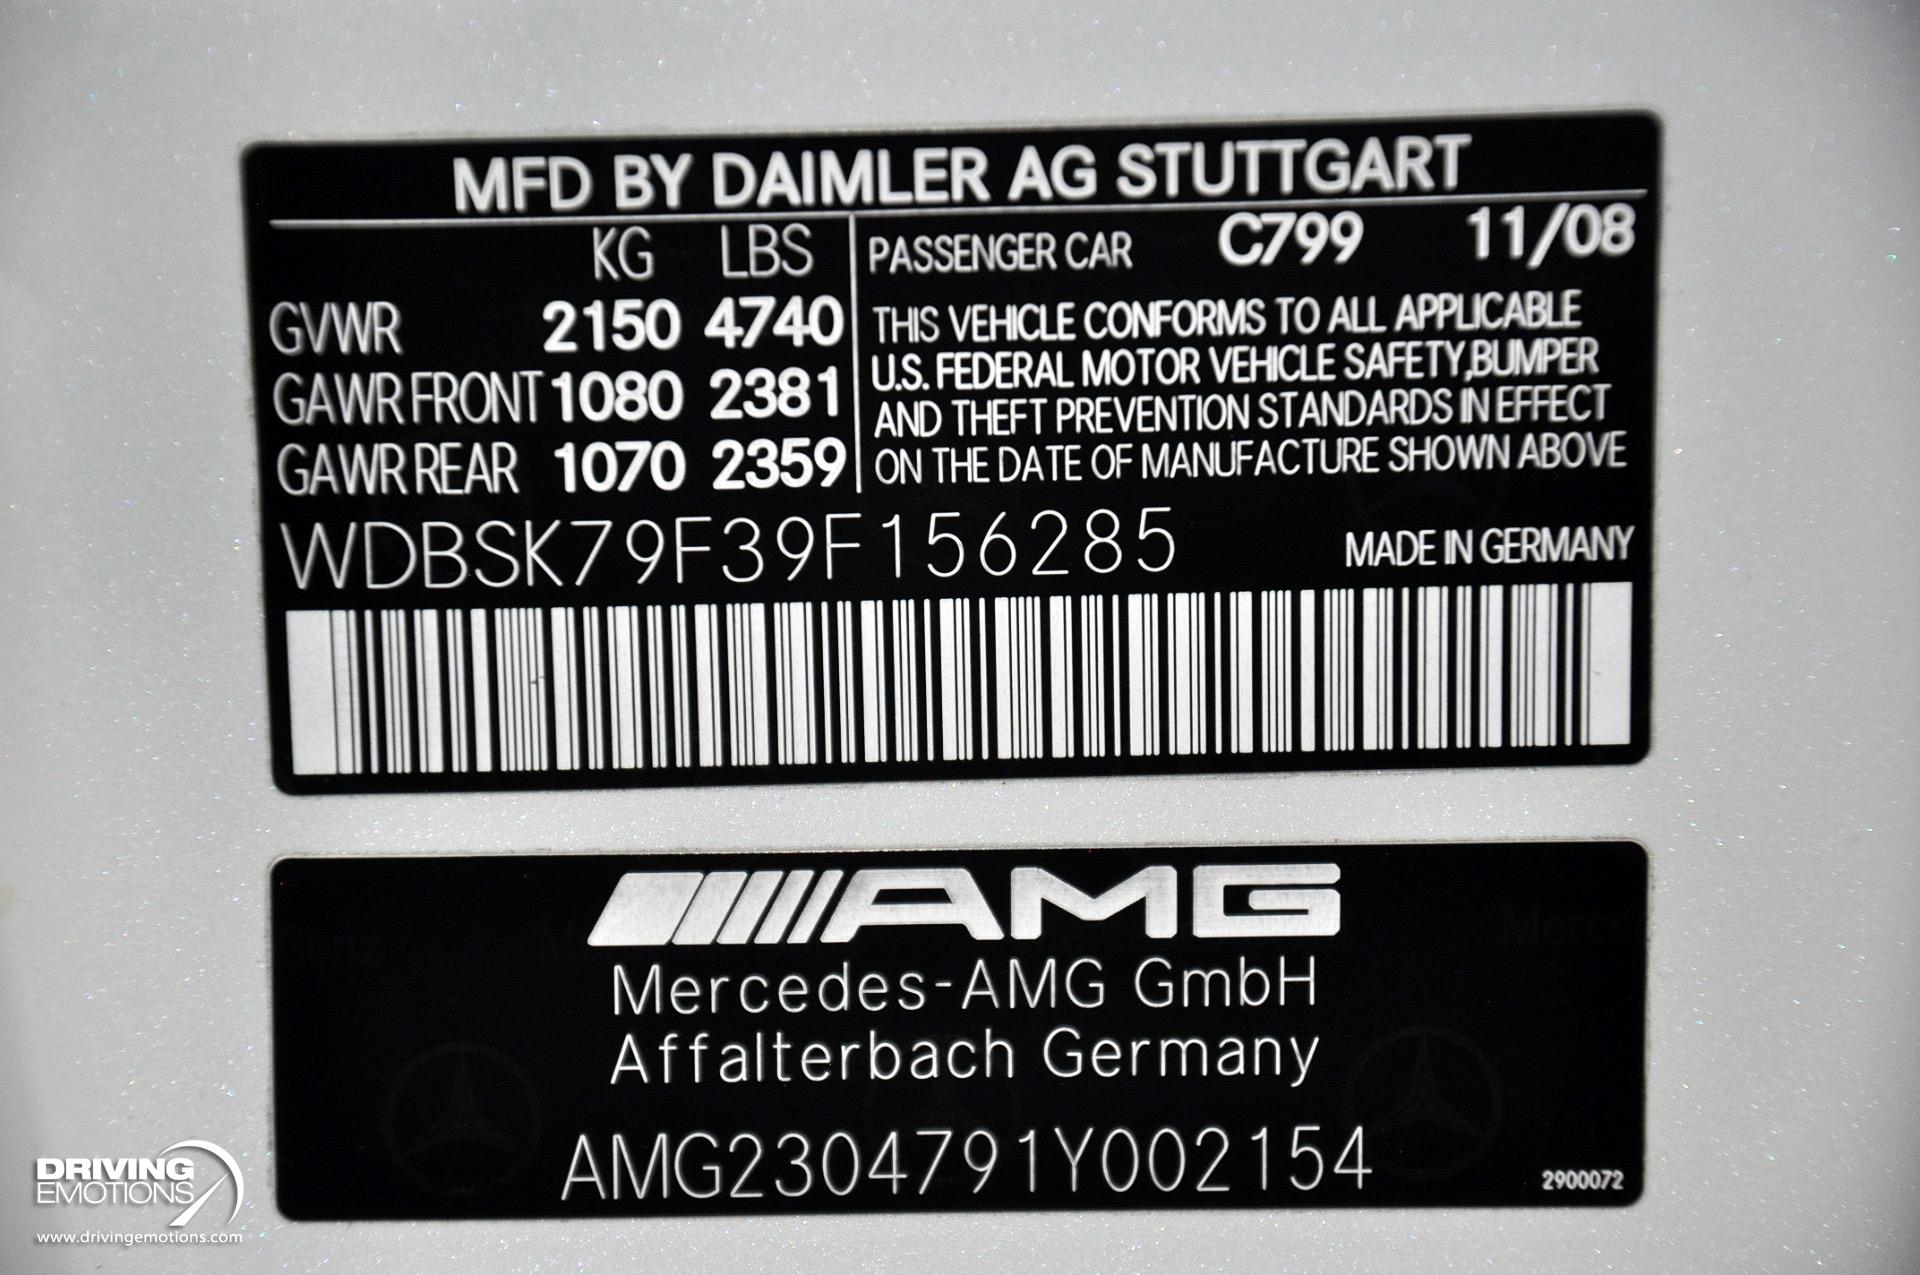 MFD BY DAIMLER AG STUTTGART
KG LBS
GVWR 2150 4740
GAWR FRONT 1080 2381
GAWR REAR 1070 2359
PASSENGER CAR C799 11/08
THIS VEHICLE CONFORMS TO ALL APPLICABLE
U.S. FEDERAL MOTOR VEHICLE SAFETY,BUMPER
AND THEFT PREVENTION STANDARDS IN EFFECT
ON THE DATE OF MANUFACTURE SHOWN ABOVE
WDBSK79F39F156285 MADE IN GERMANY
AMG
Mercedes-AMG GmbH
Affalterbach Germany
AMG2304791Y002154
2900072
DRIVING
EMOTIONS
www.drivingemotions.com